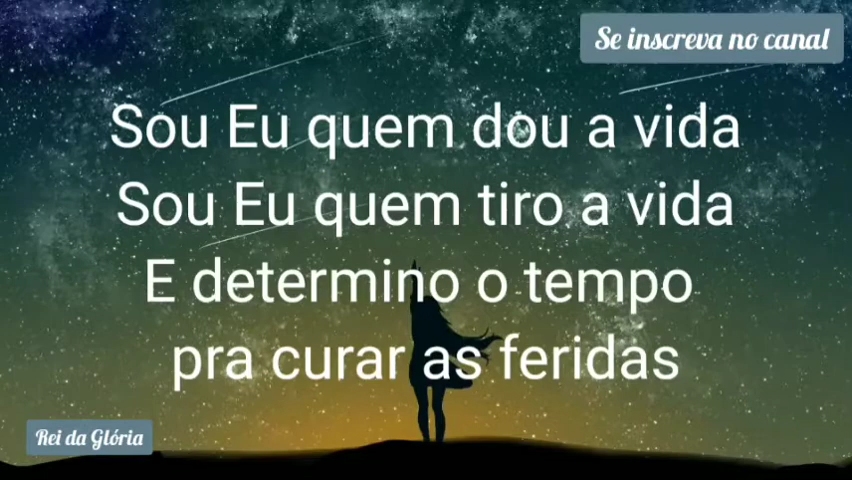 Se inscreva no canal
Sou Eu quem dou a vida
Sou Eu quem tiro a vida
E determino o tempo
pra curar as feridas
Rei da Glória